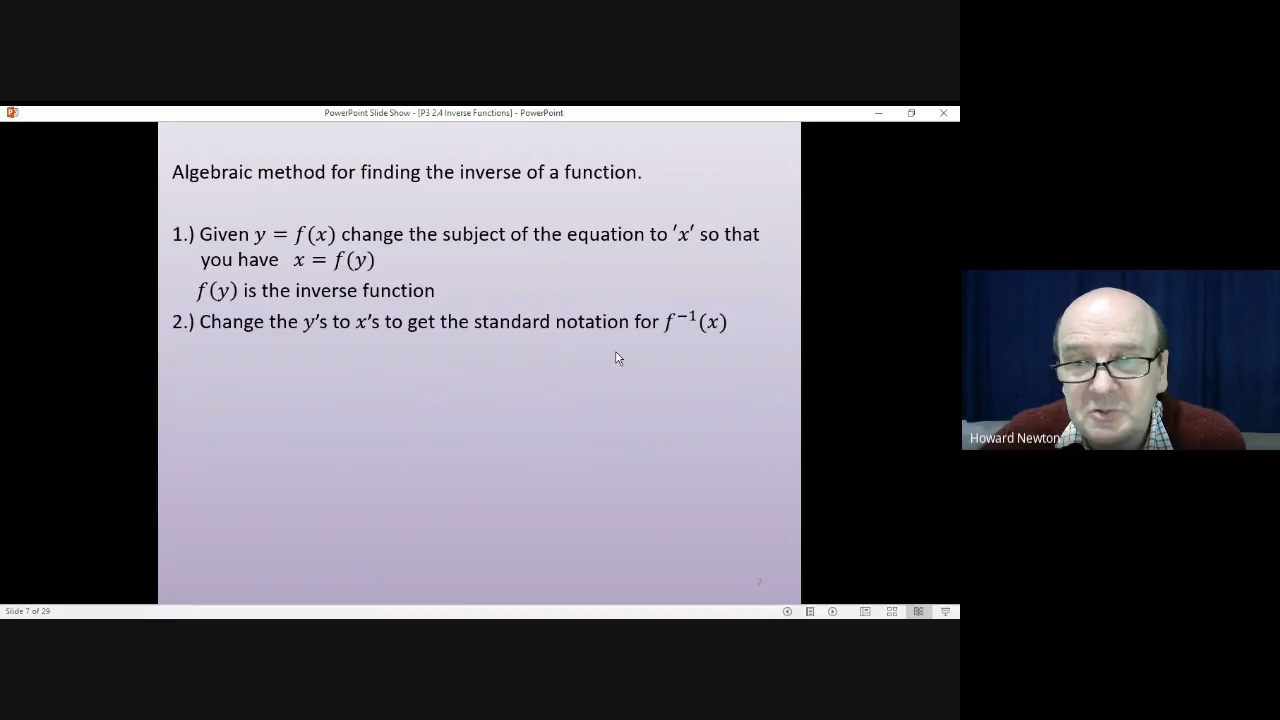 PowerPoint Slide Show - [P3 2.4 Inverse Functions] - PowerPoint
Algebraic method for finding the inverse of a function.
1.) Given y = f(x) change the subject of the equation to 'x' so that
you have x = f(y)
f(y) is the inverse function
2.) Change the y’s to x’s to get the standard notation for f⁻¹(x)
Howard Newton
7
Slide 7 of 29